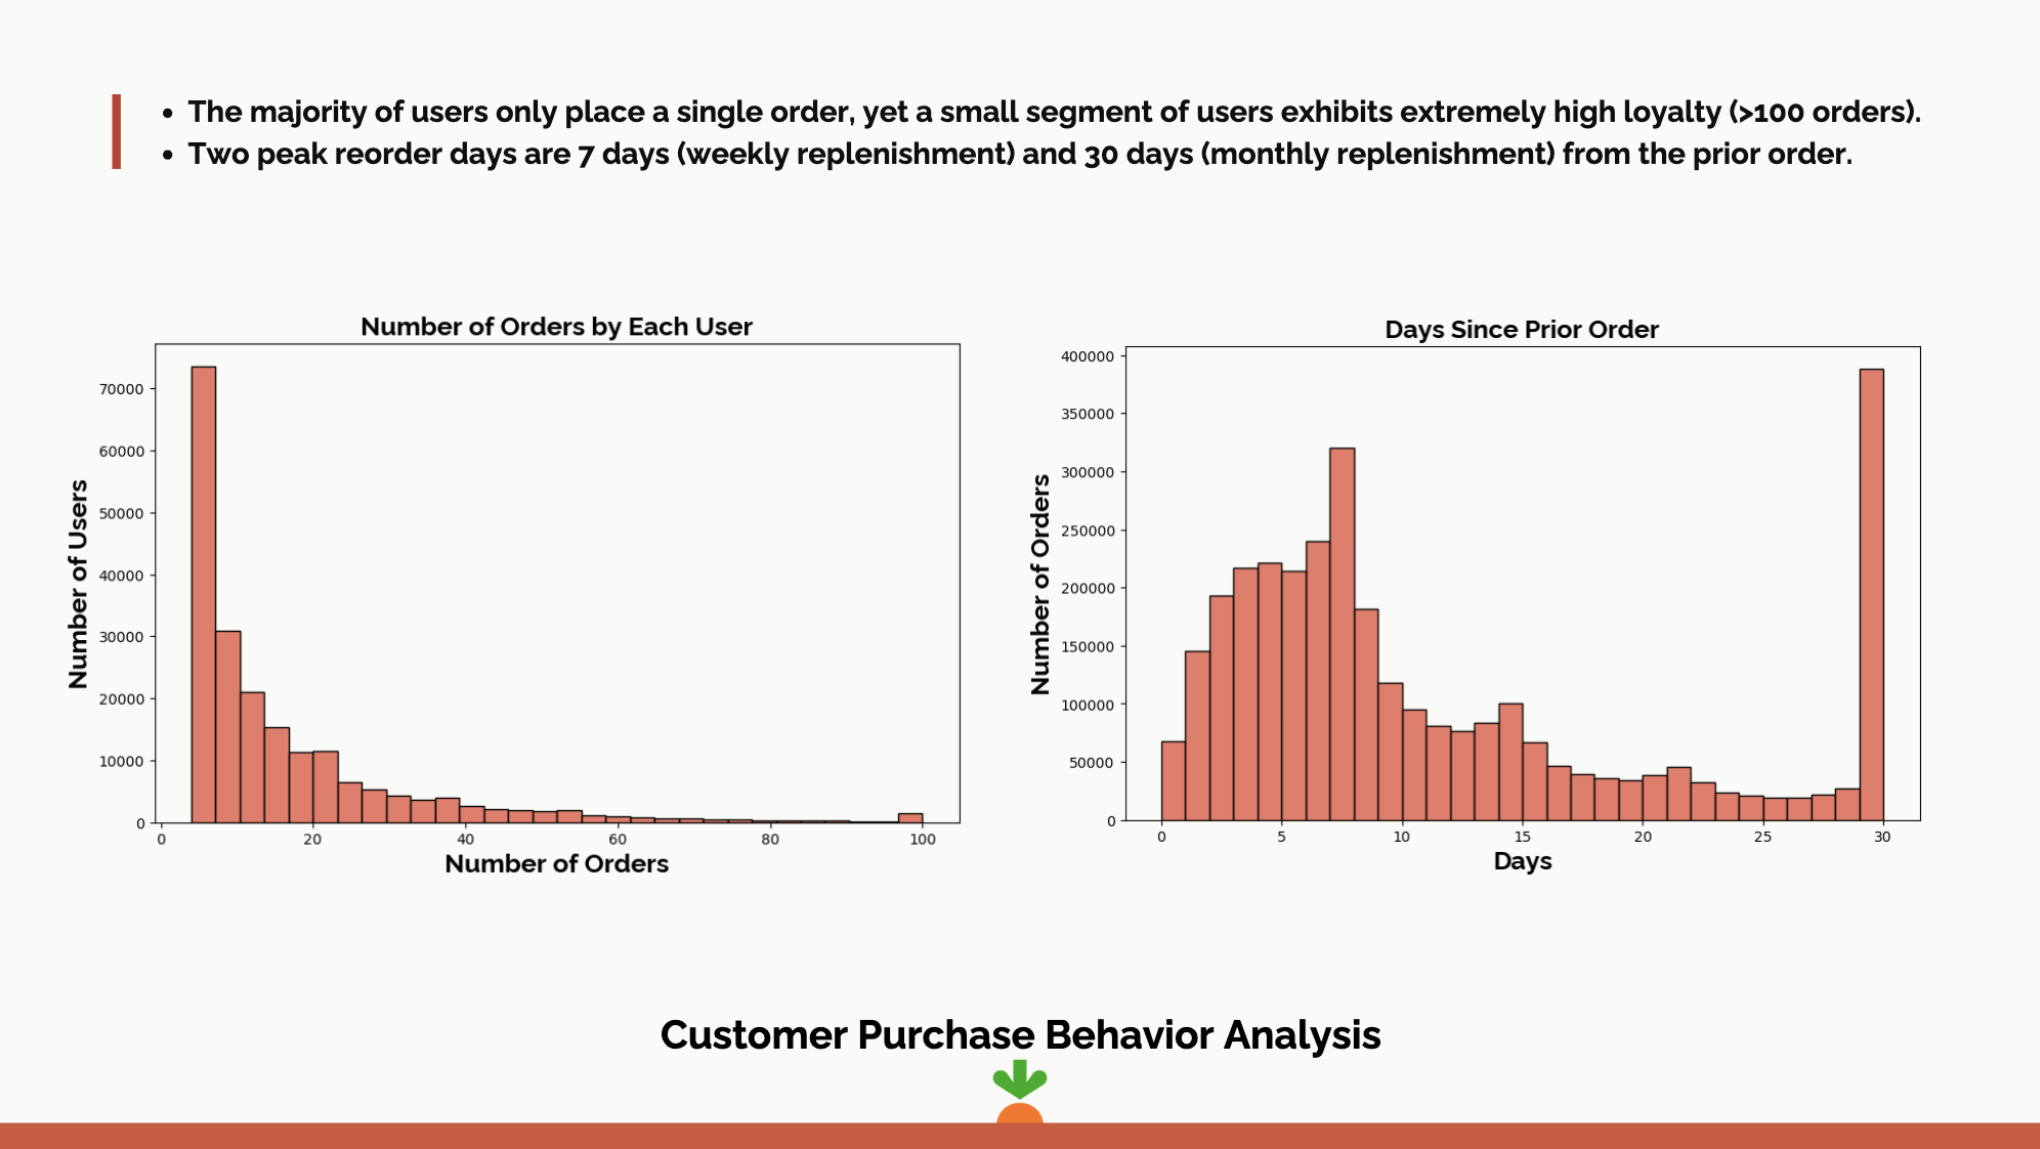 • The majority of users only place a single order, yet a small segment of users exhibits extremely high loyalty (>100 orders).
• Two peak reorder days are 7 days (weekly replenishment) and 30 days (monthly replenishment) from the prior order.
Number of Orders by Each User
70000
60000
50000
40000
30000
20000
10000
0
Number of Users
0 20 40 60 80 100
Number of Orders
Days Since Prior Order
400000
350000
300000
250000
200000
150000
100000
50000
0
Number of Orders
0 5 10 15 20 25 30
Days
Customer Purchase Behavior Analysis